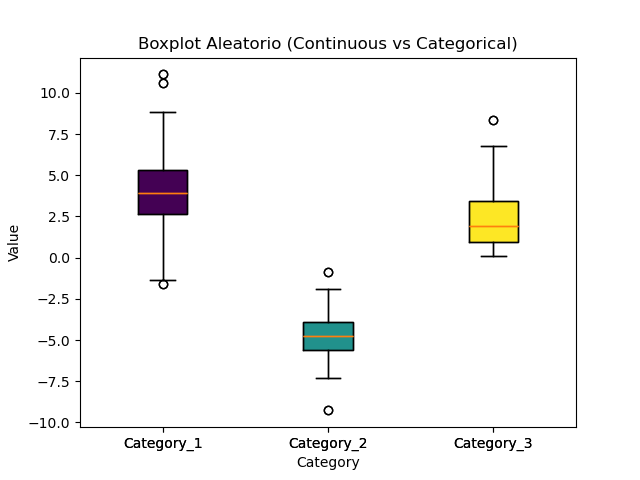 Boxplot Aleatorio (Continuous vs Categorical)
10.0
7.5
5.0
2.5
0.0
−2.5
−5.0
−7.5
−10.0
Value
Category_1
Category_2
Category_3
Category